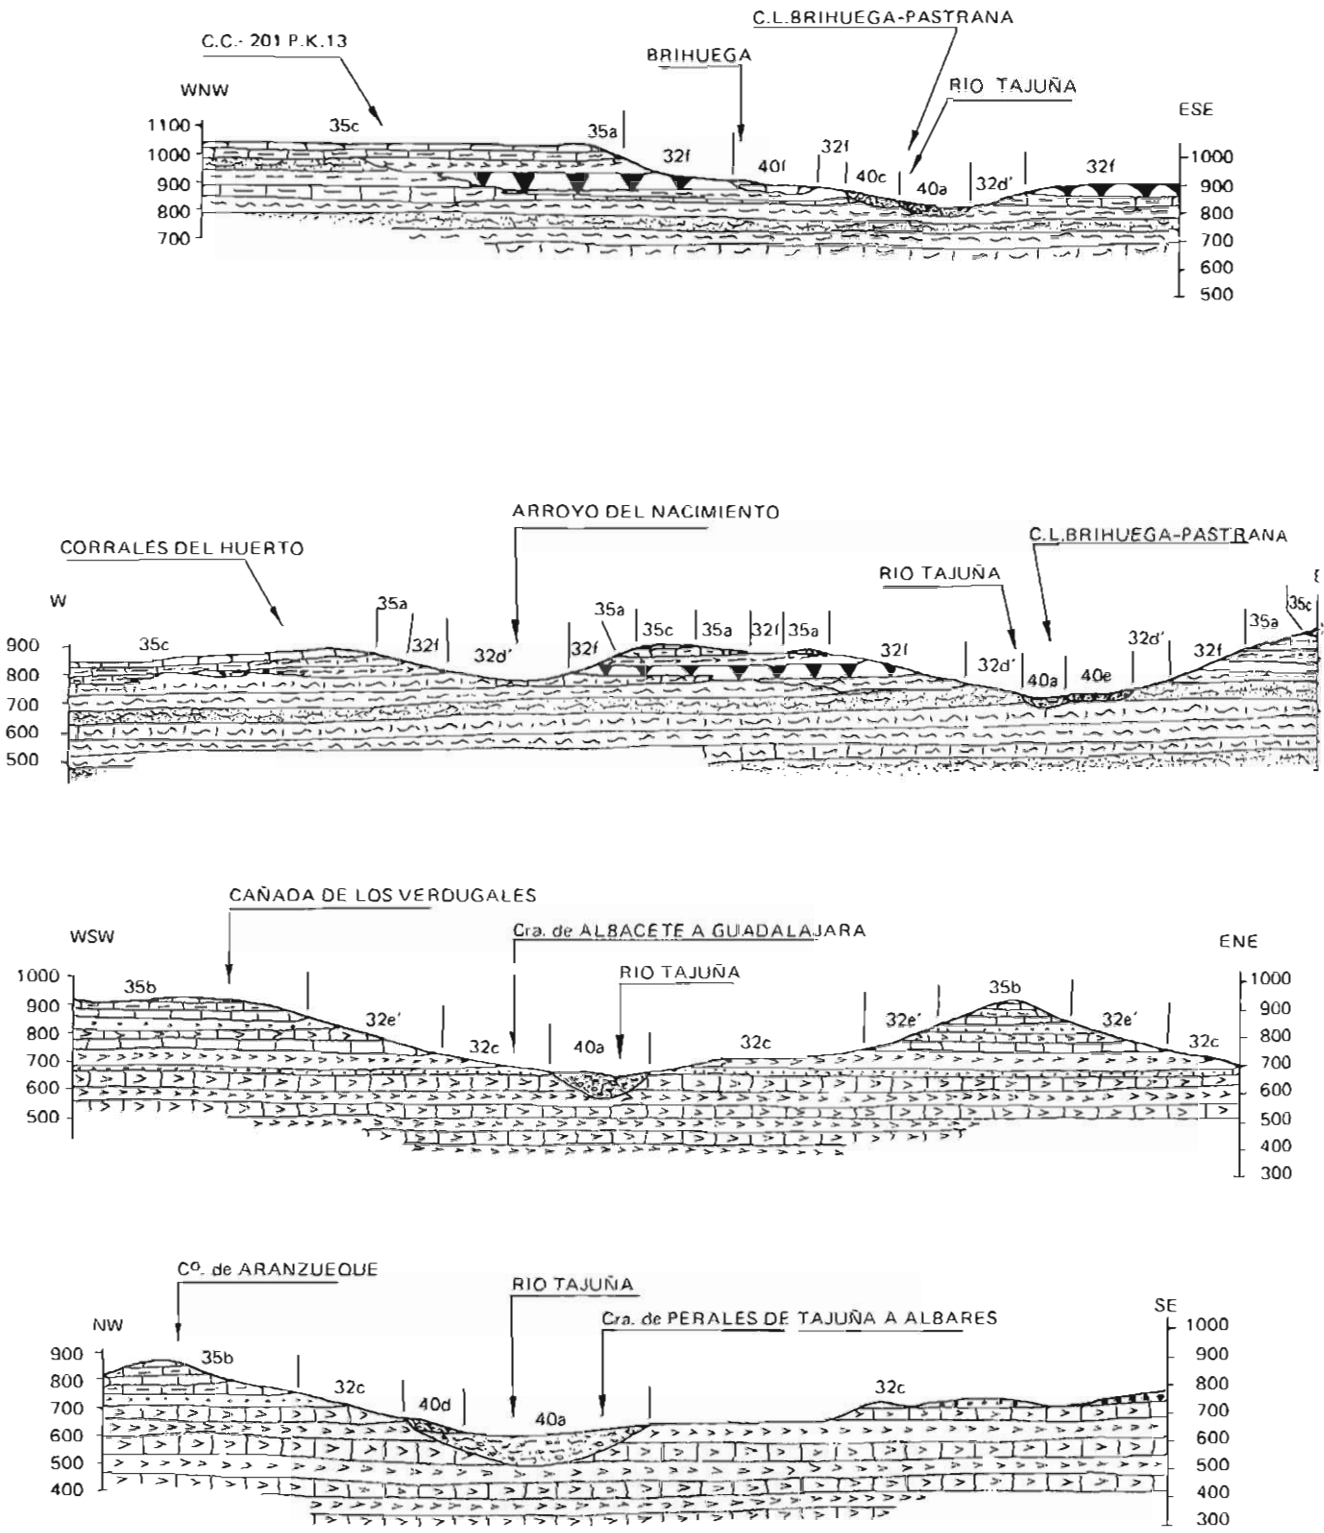 C.L.BRIHUEGA-PASTRANA
C.C.- 201 P.K.13
BRIHUEGA
RIO TAJUÑA
WNW
ESE
35c 35a 32f 40f 32f 40c 40a 32d' 32f
1100
1000
900
800
700
1000
900
800
700
600
500
ARROYO DEL NACIMIENTO
CORRALES DEL HUERTO
C.L.BRIHUEGA-PASTRANA
RIO TAJUÑA
W
35c 35a 32f 32d' 32f 35a 35c 35a 32f 35a 32f 32d' 40a 40e 32d' 32f 35a 35c
900
800
700
600
500
CAÑADA DE LOS VERDUGALES
Cra. de ALBACETE A GUADALAJARA
RIO TAJUÑA
WSW
ENE
35b 32e' 32c 40a 32c 32e' 35b 32e' 32c
1000
900
800
700
600
500
1000
900
800
700
600
500
400
300
Cº. de ARANZUEQUE
RIO TAJUÑA
Cra. de PERALES DE TAJUÑA A ALBARES
NW
SE
35b 32c 40d 40a 32c
900
800
700
600
500
400
1000
900
800
700
600
500
400
300